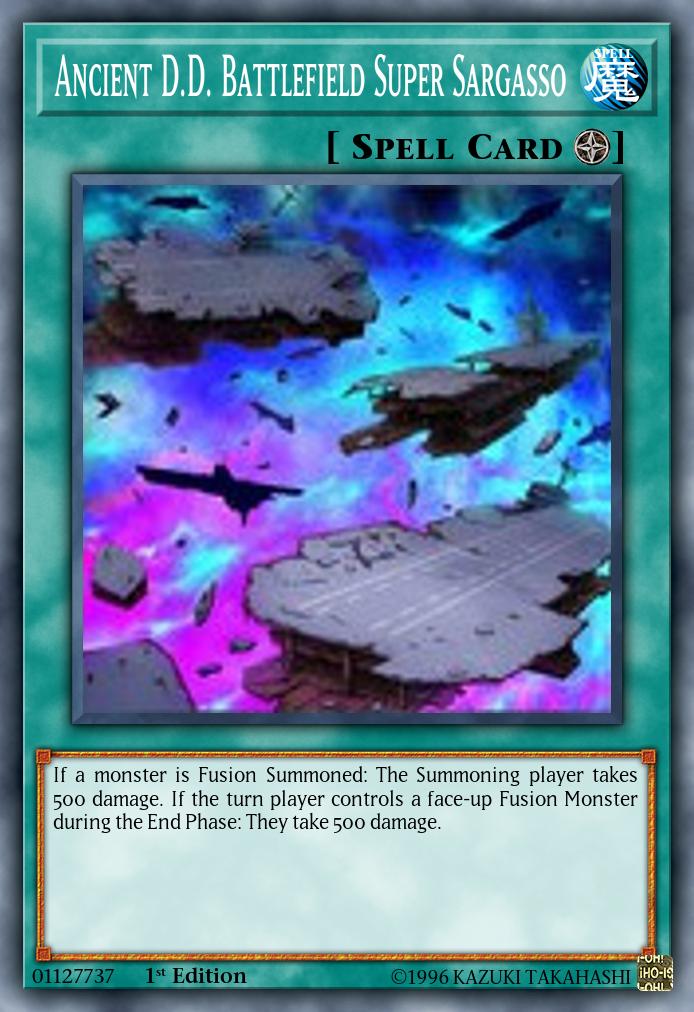 Ancient D.D. Battlefield Super Sargasso
SPELL
魔
[ Spell Card ]
If a monster is Fusion Summoned: The Summoning player takes
500 damage. If the turn player controls a face-up Fusion Monster
during the End Phase: They take 500 damage.
01127737 1st Edition ©1996 KAZUKI TAKAHASHI